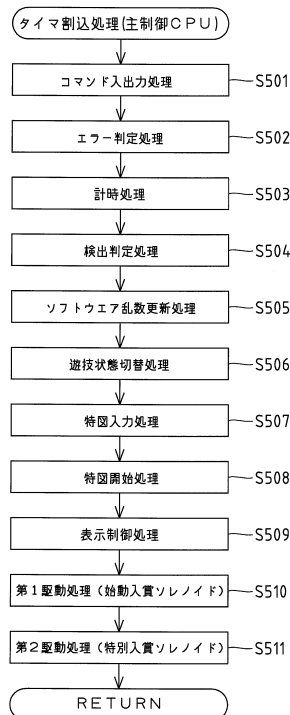 タイマ割込処理(主制御CPU)
コマンド入出力処理 S501
エラー判定処理 S502
計時処理 S503
検出判定処理 S504
ソフトウエア乱数更新処理 S505
遊技状態切替処理 S506
特図入力処理 S507
特図開始処理 S508
表示制御処理 S509
第1駆動処理(始動入賞ソレノイド) S510
第2駆動処理(特別入賞ソレノイド) S511
RETURN